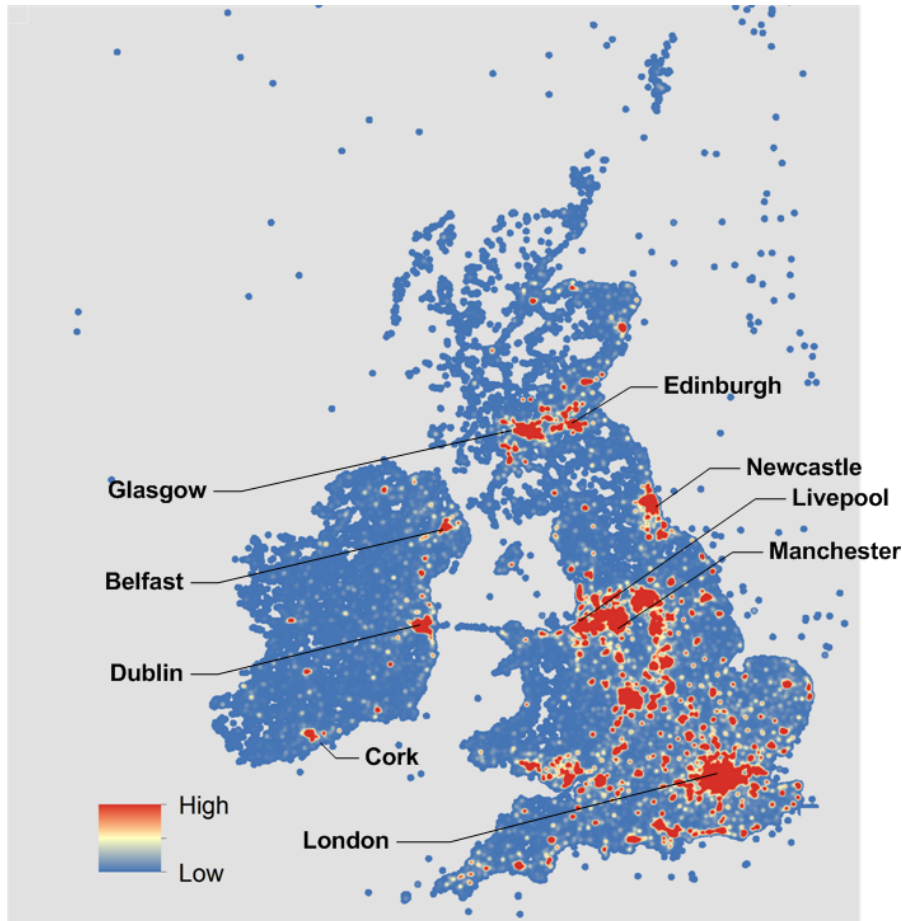 Edinburgh
Newcastle
Livepool
Glasgow
Manchester
Belfast
Dublin
Cork
High
London
Low